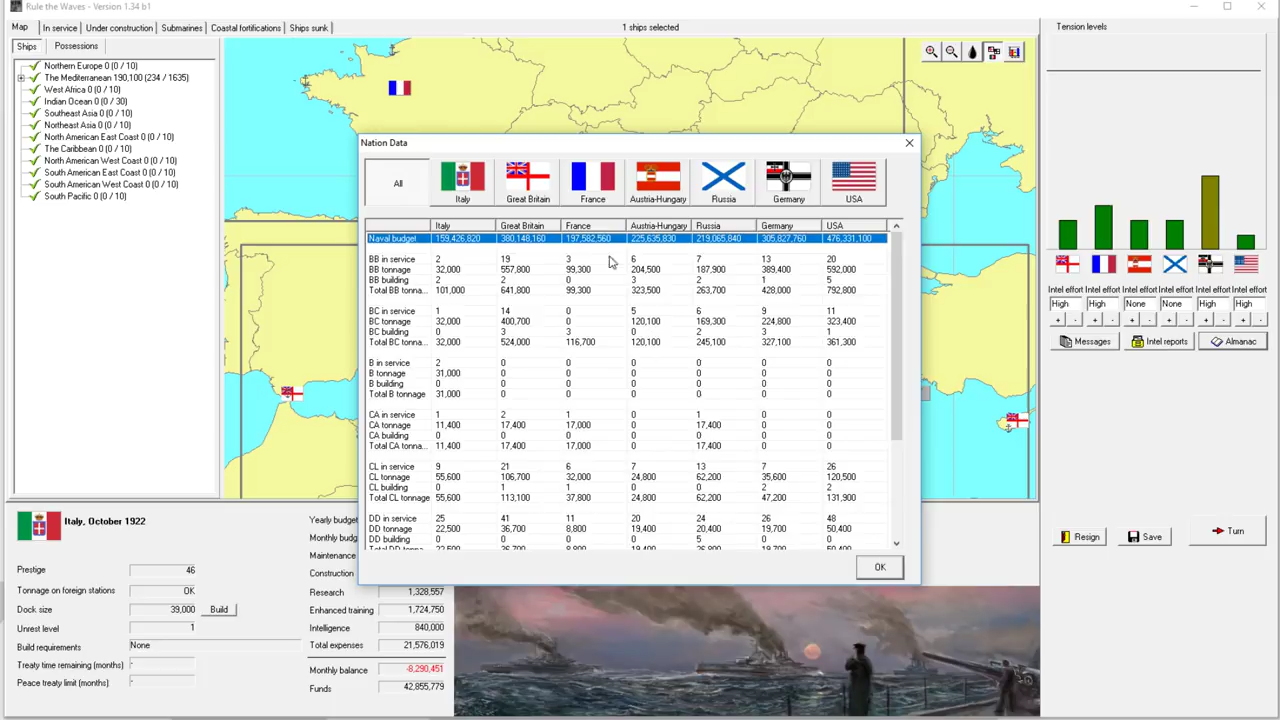 Rule the Waves - Version 1.34 b1
Map In service Under construction Submarines Coastal fortifications Ships sunk 1 ships selected
Ships Possessions
Northern Europe 0 (0 / 10)
The Mediterranean 190,100 (234 / 1635)
West Africa 0 (0 / 10)
Indian Ocean 0 (0 / 30)
Southeast Asia 0 (0 / 10)
Northeast Asia 0 (0 / 10)
North American East Coast 0 (0 / 10)
The Caribbean 0 (0 / 10)
North American West Coast 0 (0 / 10)
South American East Coast 0 (0 / 10)
South American West Coast 0 (0 / 10)
South Pacific 0 (0 / 10)
Nation Data
All Italy Great Britain France Austria-Hungary Russia Germany USA
Italy Great Britain France Austria-Hungary Russia Germany USA
Naval budget 159,426,820 380,148,160 197,582,560 225,635,830 219,065,840 305,827,760 476,331,100
BB in service 2 19 3 6 7 13 20
BB tonnage 32,000 557,800 99,300 204,500 187,900 389,400 592,000
BB building 2 2 0 3 2 1 5
Total BB tonna... 101,000 641,800 99,300 323,500 263,700 428,000 792,800
BC in service 1 14 0 5 6 9 11
BC tonnage 32,000 400,700 0 120,100 169,300 224,800 323,400
BC building 0 3 3 0 2 3 1
Total BC tonna... 32,000 524,000 116,700 120,100 245,100 327,100 361,300
B in service 2 0 0 0 0 0 0
B tonnage 31,000 0 0 0 0 0 0
B building 0 0 0 0 0 0 0
Total B tonnage 31,000 0 0 0 0 0 0
CA in service 1 2 1 0 1 0 0
CA tonnage 11,400 17,400 17,000 0 17,400 0 0
CA building 0 0 0 0 0 0 0
Total CA tonna... 11,400 17,400 17,000 0 17,400 0 0
CL in service 9 21 6 7 13 7 26
CL tonnage 55,600 106,700 32,000 24,800 62,200 35,600 120,500
CL building 0 1 1 0 0 2 2
Total CL tonnage 55,600 113,100 37,800 24,800 62,200 47,200 131,900
DD in service 25 41 11 20 24 26 48
DD tonnage 22,500 36,700 8,800 19,400 20,400 19,700 50,400
DD building 0 0 0 0 5 0 0
OK
Tension levels
Intel effort Intel effort Intel effort Intel effort Intel effort Intel effort
High High None None High High
+ - + - + - + - + - + -
Messages Intel reports Almanac
Resign Save Turn
Italy, October 1922
Prestige 46
Tonnage on foreign stations OK
Dock size 39,000 Build
Unrest level 1
Build requirements None
Treaty time remaining (months) -
Peace treaty limit (months) -
Yearly budg
Monthly budg
Maintenance
Construction
Research 1,328,557
Enhanced training 1,724,750
Intelligence 840,000
Total expenses 21,576,019
Monthly balance -8,290,451
Funds 42,855,779